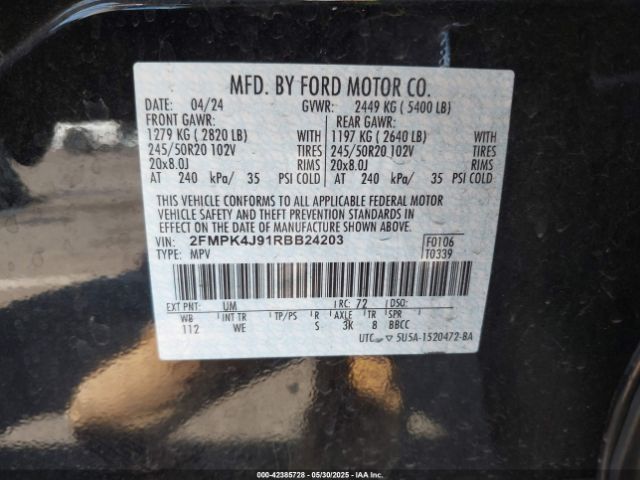 MFD. BY FORD MOTOR CO.
DATE: 04/24 GVWR: 2449 KG ( 5400 LB)
FRONT GAWR: REAR GAWR:
1279 KG ( 2820 LB) WITH 1197 KG ( 2640 LB) WITH
245/50R20 102V TIRES 245/50R20 102V TIRES
20x8.0J RIMS 20x8.0J RIMS
AT 240 kPa/ 35 PSI COLD AT 240 kPa/ 35 PSI COLD
THIS VEHICLE CONFORMS TO ALL APPLICABLE FEDERAL MOTOR
VEHICLE SAFETY AND THEFT PREVENTION STANDARDS IN
EFFECT ON THE DATE OF MANUFACTURE SHOWN ABOVE.
VIN: 2FMPK4J91RBB24203 F0106
TYPE: MPV T0339
EXT PNT: UM RC: 72 DSO:
WB INT TR TP/PS R AXLE TR SPR
112 WE S 3K 8 BBCC
UTC 5U5A-1520472-BA
000-42385728 - 05/30/2025 - IAA Inc.